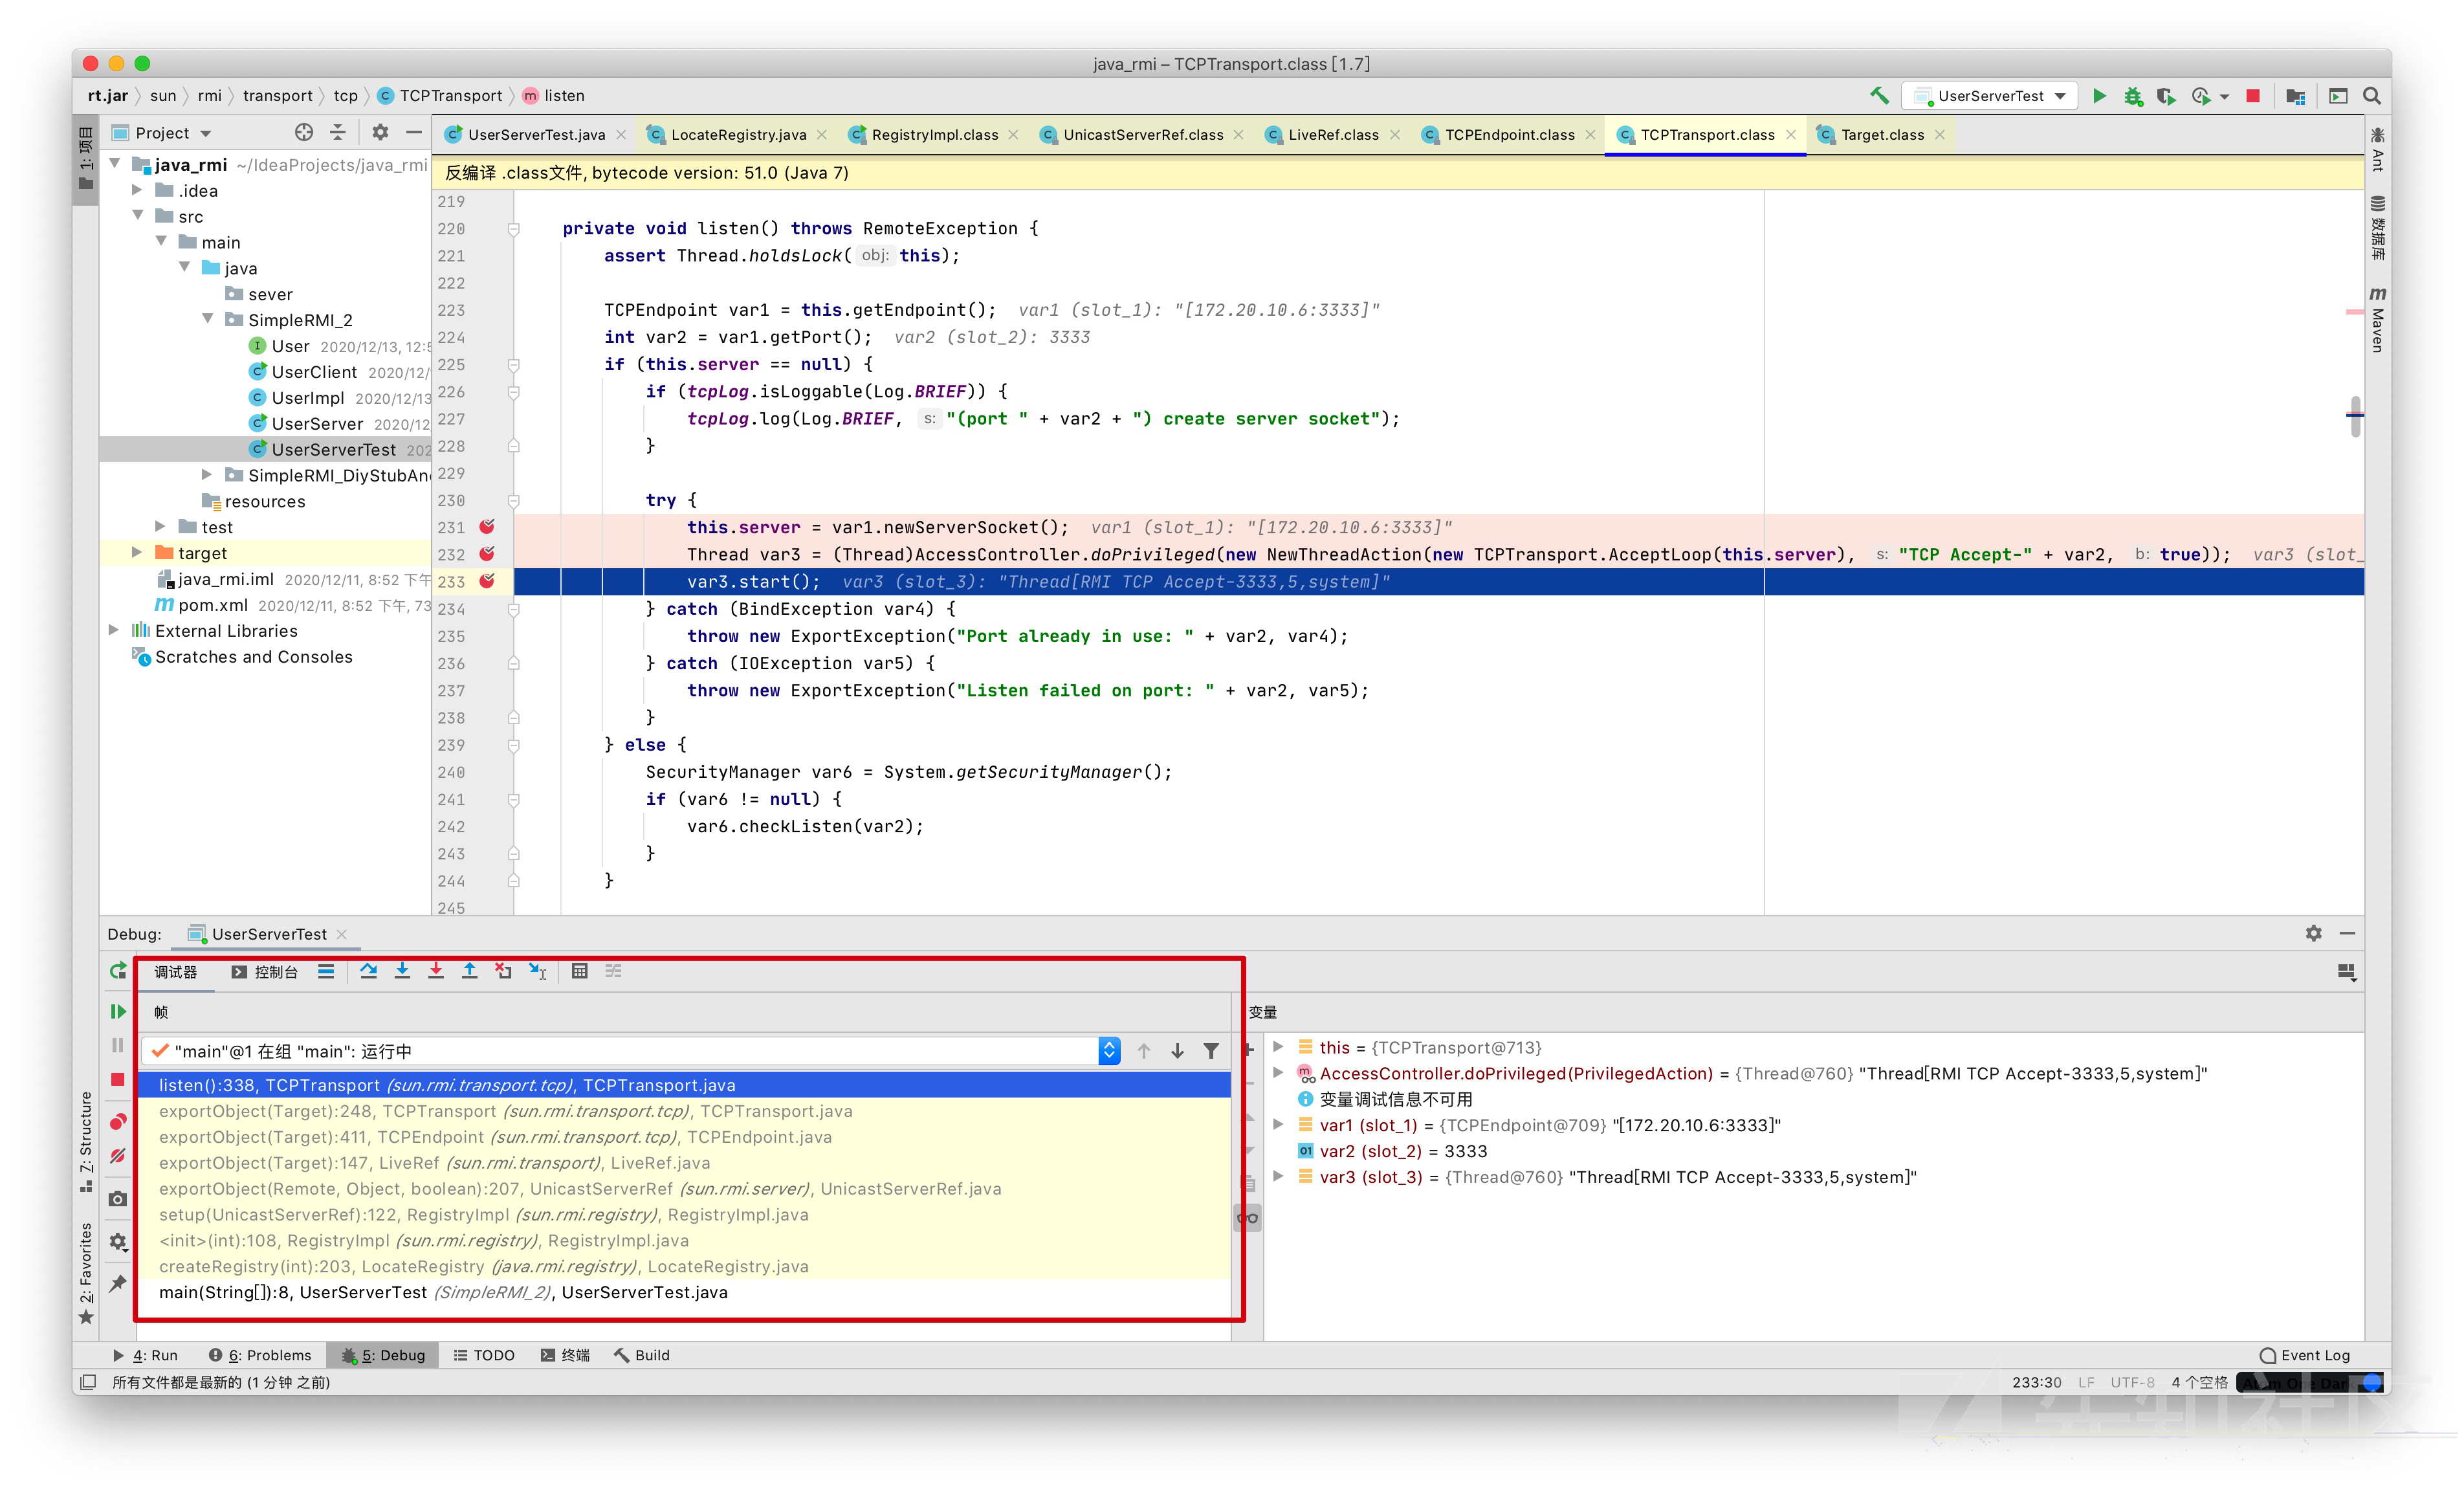 java_rmi – TCPTransport.class [1.7]
rt.jar sun rmi transport tcp TCPTransport listen
UserServerTest
1: 项目
Project
UserServerTest.java LocateRegistry.java RegistryImpl.class UnicastServerRef.class LiveRef.class TCPEndpoint.class TCPTransport.class Target.class
java_rmi ~/IdeaProjects/java_rmi
.idea
src
main
java
sever
SimpleRMI_2
User 2020/12/13, 12:5
UserClient 2020/12/
UserImpl 2020/12/13
UserServer 2020/12
UserServerTest 202
SimpleRMI_DiyStubAn
resources
test
target
java_rmi.iml 2020/12/11, 8:52 下午
pom.xml 2020/12/11, 8:52 下午, 73
External Libraries
Scratches and Consoles
反编译 .class文件, bytecode version: 51.0 (Java 7)
219
220 private void listen() throws RemoteException {
221 assert Thread.holdsLock( obj: this);
222
223 TCPEndpoint var1 = this.getEndpoint(); var1 (slot_1): "[172.20.10.6:3333]"
224 int var2 = var1.getPort(); var2 (slot_2): 3333
225 if (this.server == null) {
226 if (tcpLog.isLoggable(Log.BRIEF)) {
227 tcpLog.log(Log.BRIEF, s: "(port " + var2 + ") create server socket");
228 }
229
230 try {
231 this.server = var1.newServerSocket(); var1 (slot_1): "[172.20.10.6:3333]"
232 Thread var3 = (Thread)AccessController.doPrivileged(new NewThreadAction(new TCPTransport.AcceptLoop(this.server), s: "TCP Accept-" + var2, b: true)); var3 (slot_
233 var3.start(); var3 (slot_3): "Thread[RMI TCP Accept-3333,5,system]"
234 } catch (BindException var4) {
235 throw new ExportException("Port already in use: " + var2, var4);
236 } catch (IOException var5) {
237 throw new ExportException("Listen failed on port: " + var2, var5);
238 }
239 } else {
240 SecurityManager var6 = System.getSecurityManager();
241 if (var6 != null) {
242 var6.checkListen(var2);
243 }
244 }
245
Ant
数据库
Maven
Debug: UserServerTest
调试器 控制台
帧
"main"@1 在组 "main": 运行中
listen():338, TCPTransport (sun.rmi.transport.tcp), TCPTransport.java
exportObject(Target):248, TCPTransport (sun.rmi.transport.tcp), TCPTransport.java
exportObject(Target):411, TCPEndpoint (sun.rmi.transport.tcp), TCPEndpoint.java
exportObject(Target):147, LiveRef (sun.rmi.transport), LiveRef.java
exportObject(Remote, Object, boolean):207, UnicastServerRef (sun.rmi.server), UnicastServerRef.java
setup(UnicastServerRef):122, RegistryImpl (sun.rmi.registry), RegistryImpl.java
<init>(int):108, RegistryImpl (sun.rmi.registry), RegistryImpl.java
createRegistry(int):203, LocateRegistry (java.rmi.registry), LocateRegistry.java
main(String[]):8, UserServerTest (SimpleRMI_2), UserServerTest.java
变量
this = {TCPTransport@713}
AccessController.doPrivileged(PrivilegedAction) = {Thread@760} "Thread[RMI TCP Accept-3333,5,system]"
变量调试信息不可用
var1 (slot_1) = {TCPEndpoint@709} "[172.20.10.6:3333]"
var2 (slot_2) = 3333
var3 (slot_3) = {Thread@760} "Thread[RMI TCP Accept-3333,5,system]"
7: Structure
2: Favorites
4: Run 6: Problems 5: Debug TODO 终端 Build
Event Log
所有文件都是最新的 (1 分钟 之前)
233:30 LF UTF-8 4 个空格 Atom One Dark
先知社区